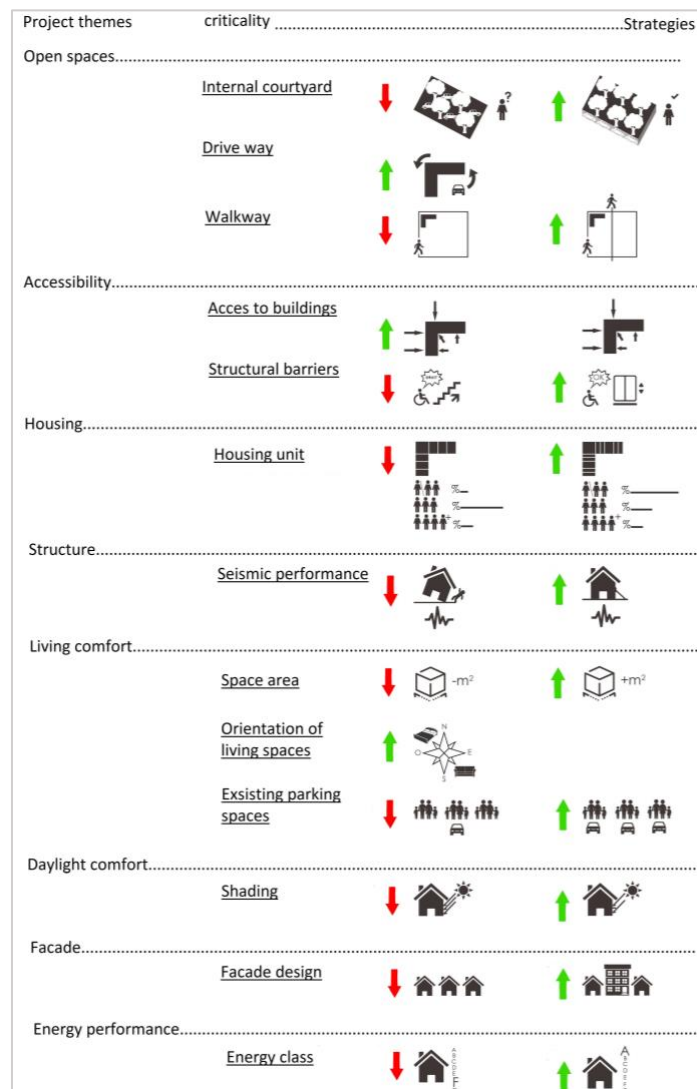 Project themes criticality ........ Strategies
Open spaces........
Internal courtyard
?
Drive way
Walkway
Accessibility........
Acces to buildings
Structural barriers
OK
Housing........
Housing unit
%
%
+ %
%
%
+ %
Structure........
Seismic performance
Living comfort........
Space area
-m²
+m²
Orientation of
living spaces
N
O E
S
Exsisting parking
spaces
Daylight comfort........
Shading
Facade........
Facade design
Energy performance........
Energy class
A
B
C
D
E
F
A
B
C
D
E